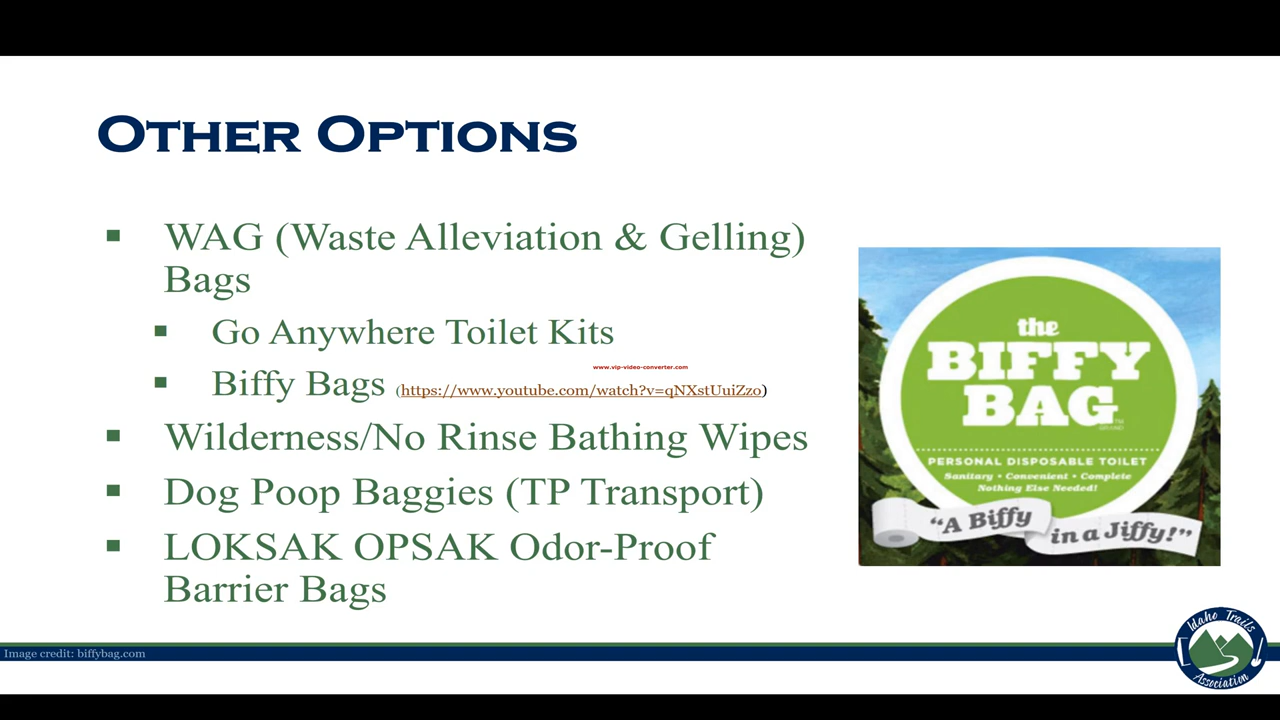 Other Options
▪ WAG (Waste Alleviation & Gelling)
Bags
▪ Go Anywhere Toilet Kits
www.vip-video-converter.com
▪ Biffy Bags (https://www.youtube.com/watch?v=qNXstUuiZzo)
▪ Wilderness/No Rinse Bathing Wipes
▪ Dog Poop Baggies (TP Transport)
▪ LOKSAK OPSAK Odor-Proof
Barrier Bags
the
BIFFY
BAG™
BRAND
PERSONAL DISPOSABLE TOILET
Sanitary • Convenient • Complete
Nothing Else Needed!
"A Biffy
in a Jiffy!"
Image credit: biffybag.com
Idaho Trails
Association